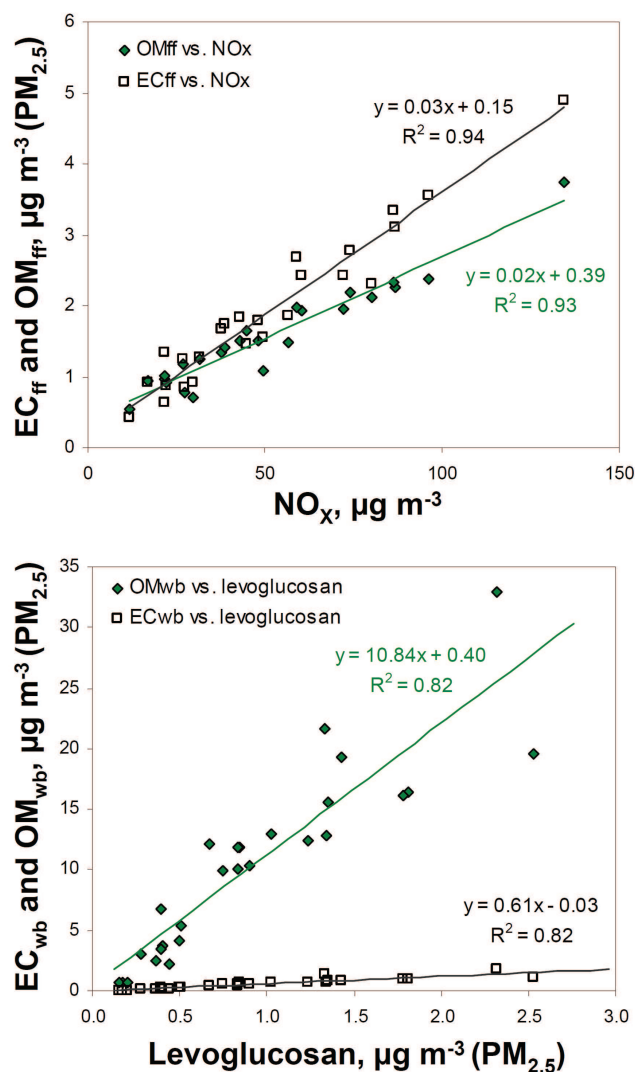 6
5
4
3
2
1
0
OMff vs. NOx
ECff vs. NOx
y = 0.03x + 0.15
R² = 0.94
y = 0.02x + 0.39
R² = 0.93
EC_ff and OM_ff, µg m⁻³ (PM_2.5)
0 50 100 150
NO_X, µg m⁻³
35
30
25
20
15
10
5
0
OMwb vs. levoglucosan
ECwb vs. levoglucosan
y = 10.84x + 0.40
R² = 0.82
y = 0.61x - 0.03
R² = 0.82
EC_wb and OM_wb, µg m⁻³ (PM_2.5)
0.0 0.5 1.0 1.5 2.0 2.5 3.0
Levoglucosan, µg m⁻³ (PM_2.5)